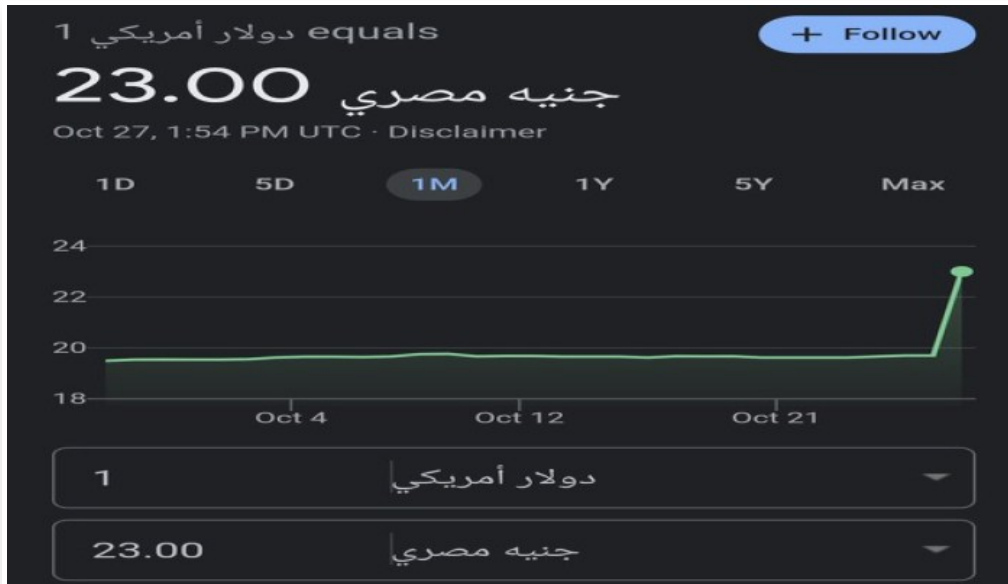 1 دولار أمريكي equals
+ Follow
23.00 جنيه مصري
Oct 27, 1:54 PM UTC · Disclaimer
1D 5D 1M 1Y 5Y Max
24
22
20
18
Oct 4 Oct 12 Oct 21
1 دولار أمريكي
23.00 جنيه مصري